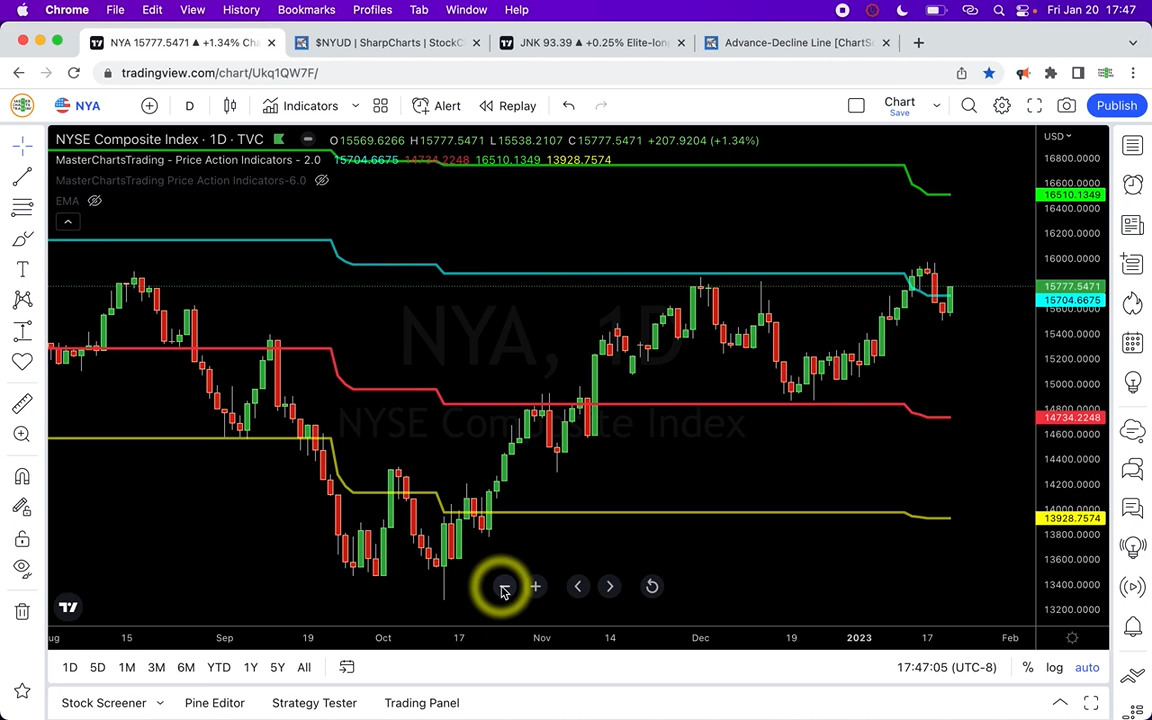 Chrome File Edit View History Bookmarks Profiles Tab Window Help Fri Jan 20 17:47
NYA 15777.5471 ▲ +1.34% Ch
$NYUD | SharpCharts | StockC
JNK 93.39 ▲ +0.25% Elite-lon
Advance-Decline Line [ChartSc
tradingview.com/chart/Ukq1QW7F/
NYA D Indicators Alert Replay Chart Publish
Save
NYSE Composite Index · 1D · TVC O15569.6266 H15777.5471 L15538.2107 C15777.5471 +207.9204 (+1.34%)
MasterChartsTrading - Price Action Indicators - 2.0 15704.6675 14734.2248 16510.1349 13928.7574
MasterChartsTrading Price Action Indicators-6.0
EMA
NYA, 1D
NYSE Composite Index
USD
16800.0000
16600.0000
16510.1349
16400.0000
16200.0000
16000.0000
15777.5471
15704.6675
15600.0000
15400.0000
15200.0000
15000.0000
14800.0000
14734.2248
14600.0000
14400.0000
14200.0000
14000.0000
13928.7574
13800.0000
13600.0000
13400.0000
13200.0000
ug 15 Sep 19 Oct 17 Nov 14 Dec 19 2023 17 Feb
1D 5D 1M 3M 6M YTD 1Y 5Y All 17:47:05 (UTC-8) % log auto
Stock Screener Pine Editor Strategy Tester Trading Panel